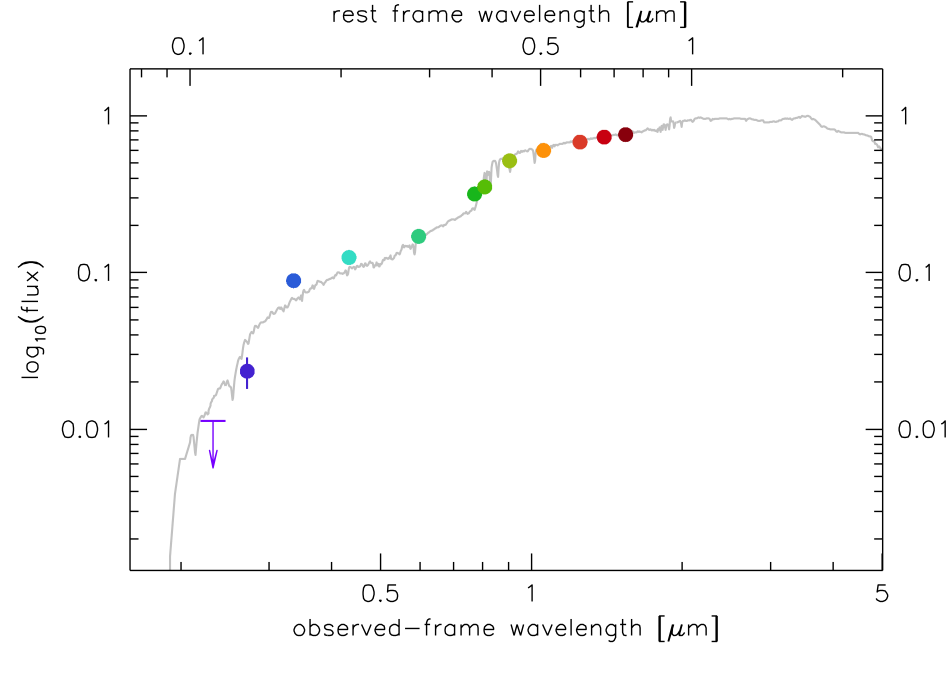 rest frame wavelength [μm]
0.1 0.5 1
1 1
0.1 0.1
0.01 0.01
log10(flux)
0.5 1 5
observed-frame wavelength [μm]